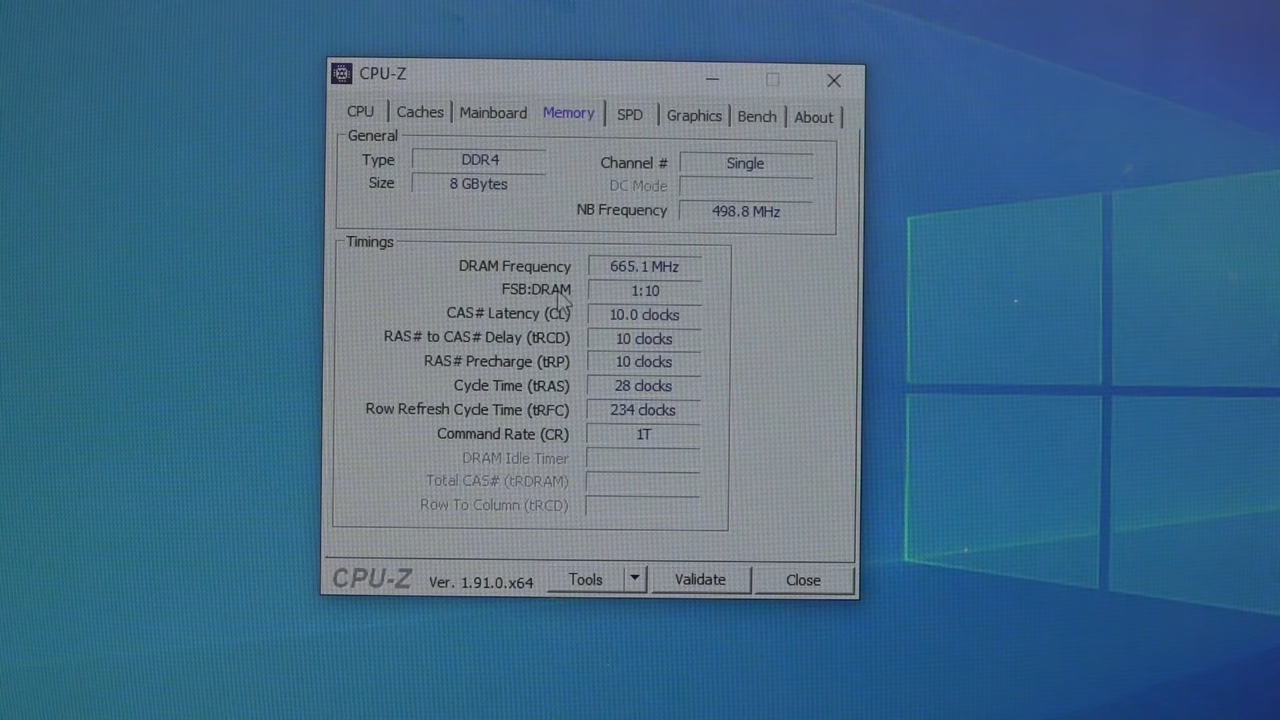 CPU-Z
CPU Caches Mainboard Memory SPD Graphics Bench About
General
Type DDR4 Channel # Single
Size 8 GBytes DC Mode
NB Frequency 498.8 MHz
Timings
DRAM Frequency 665.1 MHz
FSB:DRAM 1:10
CAS# Latency (CL) 10.0 clocks
RAS# to CAS# Delay (tRCD) 10 clocks
RAS# Precharge (tRP) 10 clocks
Cycle Time (tRAS) 28 clocks
Row Refresh Cycle Time (tRFC) 234 clocks
Command Rate (CR) 1T
DRAM Idle Timer
Total CAS# (tRDRAM)
Row To Column (tRCD)
CPU-Z Ver. 1.91.0.x64 Tools Validate Close